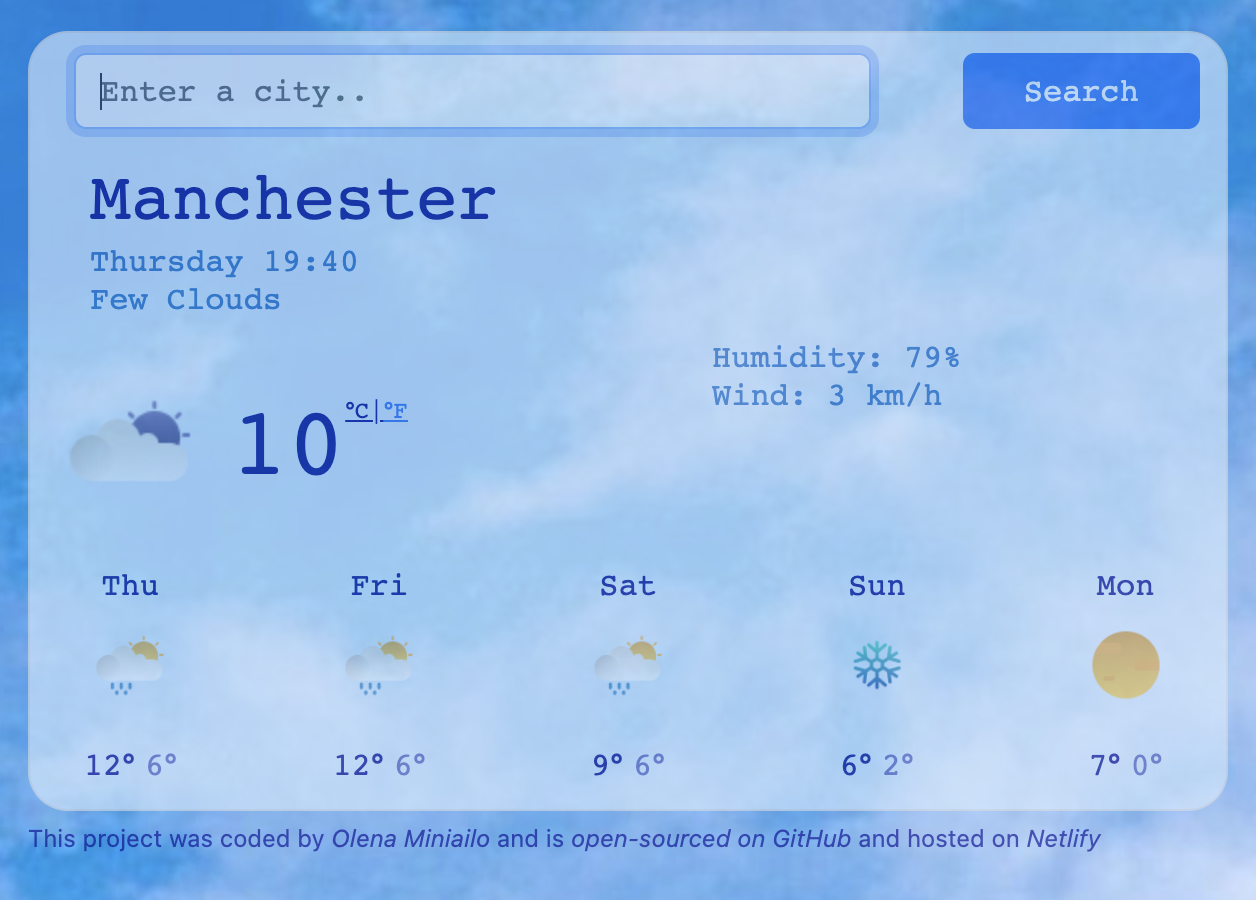 Enter a city..
Search
Manchester
Thursday 19:40
Few Clouds
Humidity: 79%
Wind: 3 km/h
10 °C|°F
Thu Fri Sat Sun Mon
12° 6° 12° 6° 9° 6° 6° 2° 7° 0°
This project was coded by Olena Miniailo and is open-sourced on GitHub and hosted on Netlify